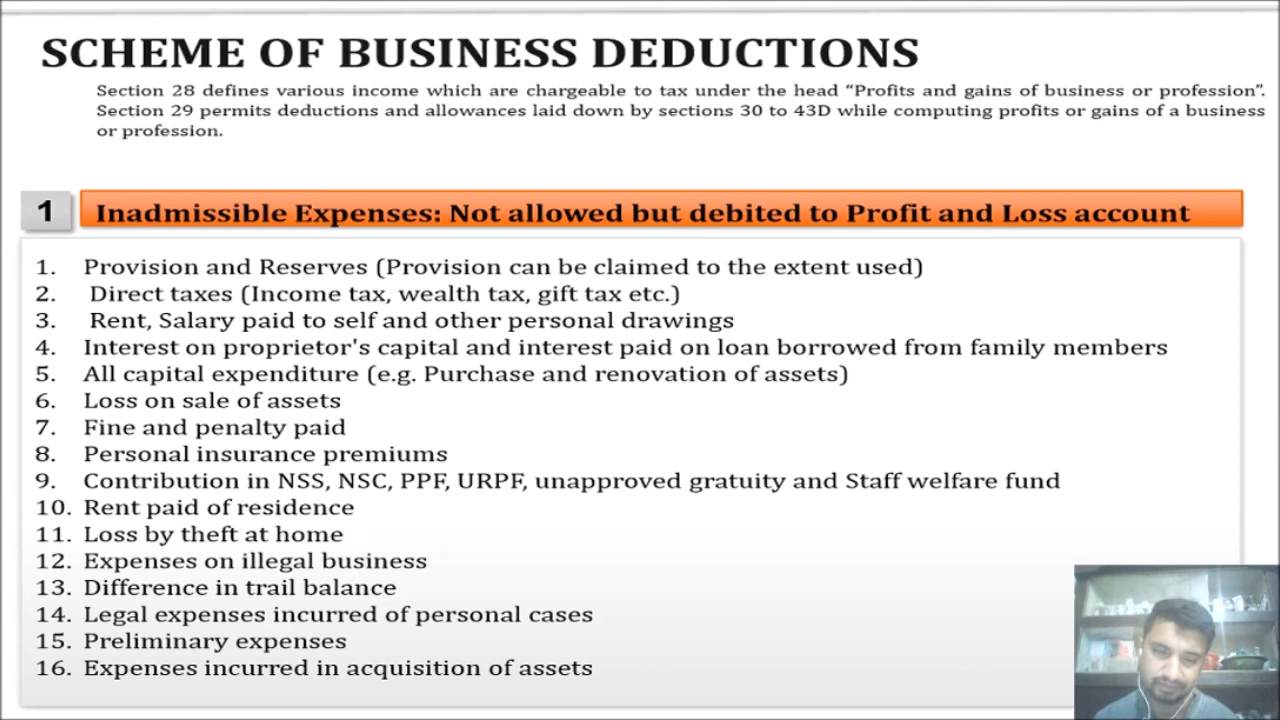 SCHEME OF BUSINESS DEDUCTIONS
Section 28 defines various income which are chargeable to tax under the head “Profits and gains of business or profession”.
Section 29 permits deductions and allowances laid down by sections 30 to 43D while computing profits or gains of a business
or profession.
1
Inadmissible Expenses: Not allowed but debited to Profit and Loss account
1. Provision and Reserves (Provision can be claimed to the extent used)
2. Direct taxes (Income tax, wealth tax, gift tax etc.)
3. Rent, Salary paid to self and other personal drawings
4. Interest on proprietor's capital and interest paid on loan borrowed from family members
5. All capital expenditure (e.g. Purchase and renovation of assets)
6. Loss on sale of assets
7. Fine and penalty paid
8. Personal insurance premiums
9. Contribution in NSS, NSC, PPF, URPF, unapproved gratuity and Staff welfare fund
10. Rent paid of residence
11. Loss by theft at home
12. Expenses on illegal business
13. Difference in trail balance
14. Legal expenses incurred of personal cases
15. Preliminary expenses
16. Expenses incurred in acquisition of assets